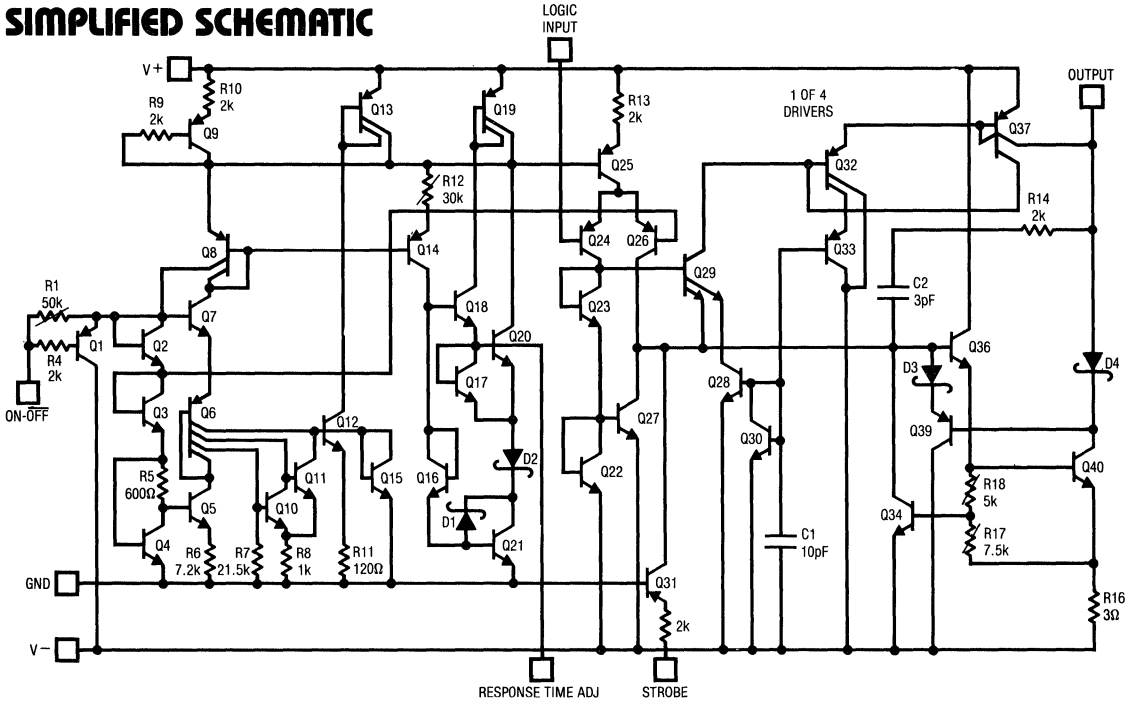 SIMPLIFIED SCHEMATIC
LOGIC
INPUT
V+
R10
2k
R9
2k
Q9
Q13
Q19
R13
2k
1 OF 4
DRIVERS
Q37
OUTPUT
Q25
Q32
R12
30k
R14
2k
Q8
Q14
Q24
Q26
Q33
Q29
R1
50k
C2
3pF
Q7
Q18
Q23
Q1
Q2
Q20
Q36
R4
2k
Q17
Q28
D3
D4
ON-O̅F̅F̅
Q3
Q6
Q12
Q27
Q30
Q39
D2
R5
600Ω
Q11
Q15
Q16
Q22
Q40
R18
5k
Q5
Q10
D1
Q34
Q4
R6
7.2k
R7
21.5k
R8
1k
R11
120Ω
Q21
C1
10pF
R17
7.5k
GND
Q31
R16
3Ω
2k
V−
RESPONSE TIME ADJ
STROBE